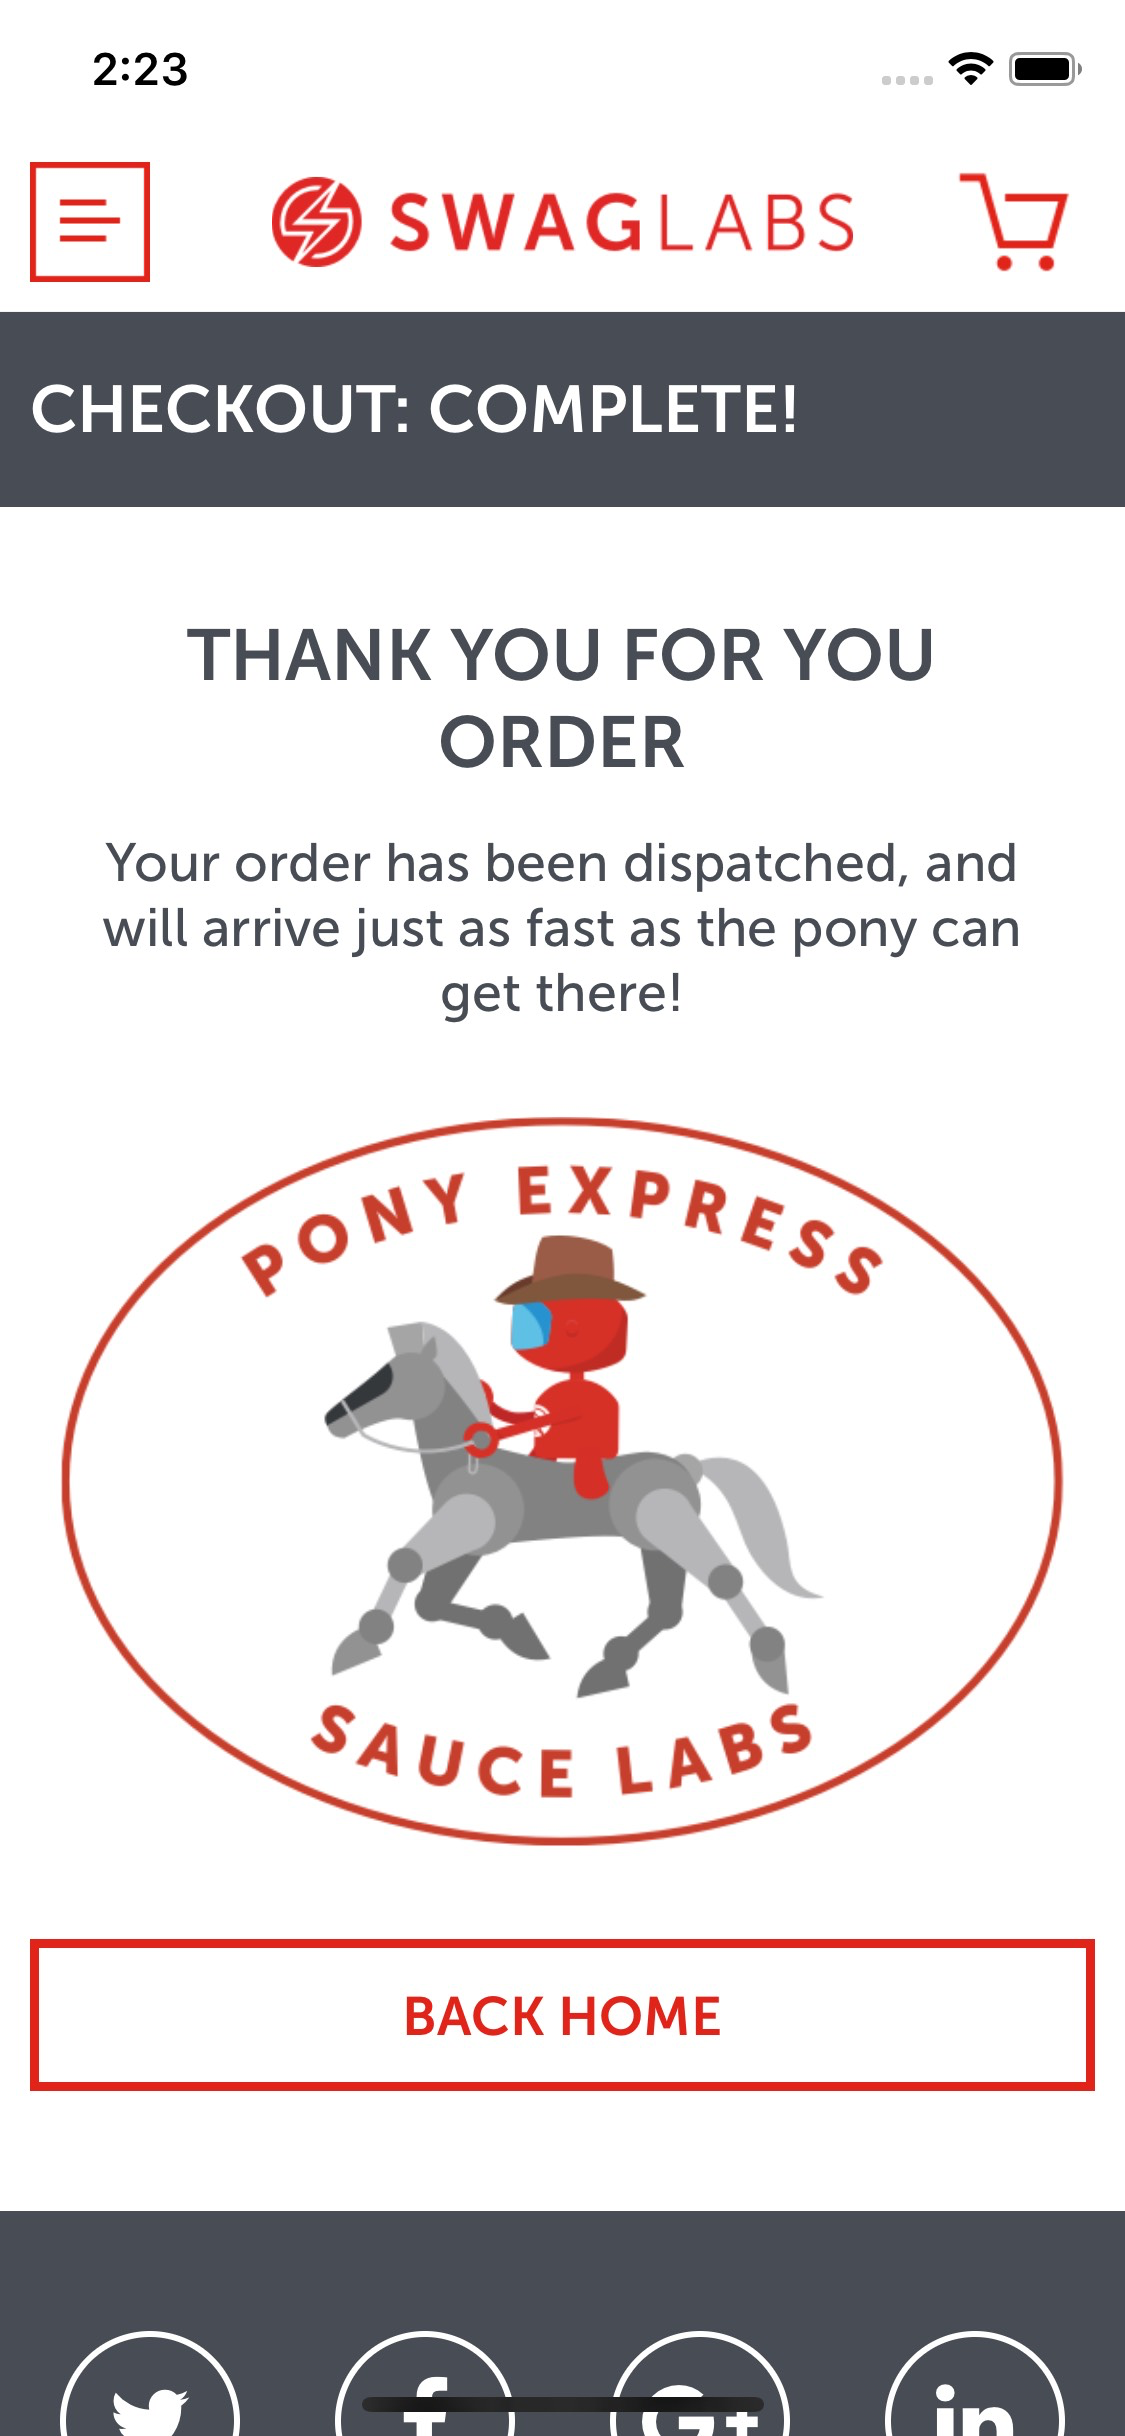 2:23
SWAGLABS
CHECKOUT: COMPLETE!
THANK YOU FOR YOU
ORDER
Your order has been dispatched, and
will arrive just as fast as the pony can
get there!
PONY EXPRESS
SAUCE LABS
BACK HOME